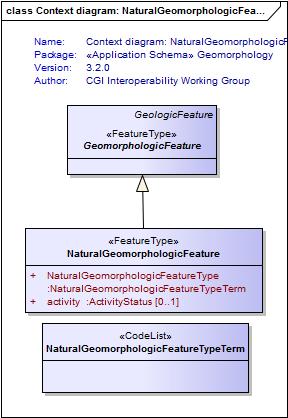 class Context diagram: NaturalGeomorphologicFea...
Name: Context diagram: NaturalGeomorphologicF
Package: «Application Schema» Geomorphology
Version: 3.2.0
Author: CGI Interoperability Working Group
GeologicFeature
«FeatureType»
GeomorphologicFeature
«FeatureType»
NaturalGeomorphologicFeature
+ NaturalGeomorphologicFeatureType
:NaturalGeomorphologicFeatureTypeTerm
+ activity :ActivityStatus [0..1]
«CodeList»
NaturalGeomorphologicFeatureTypeTerm